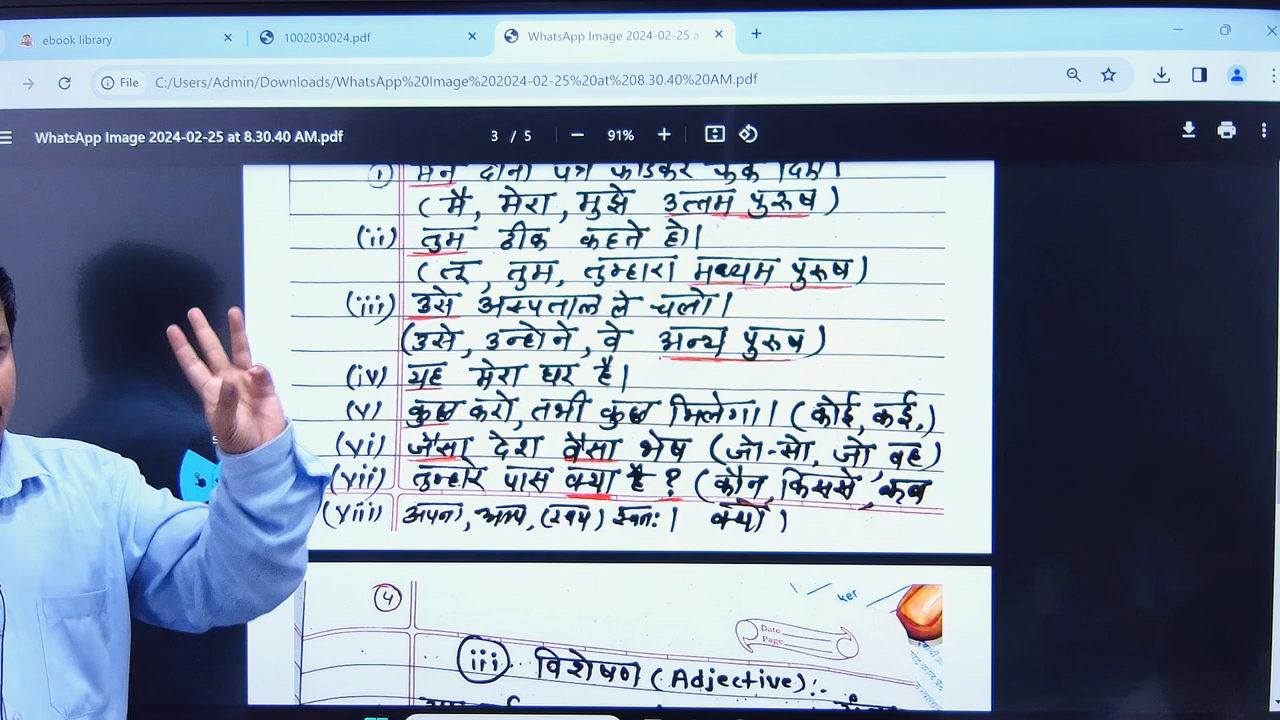 ebook library
1002030024.pdf
WhatsApp Image 2024-02-25 a
File C:/Users/Admin/Downloads/WhatsApp%20Image%202024-02-25%20at%208.30.40%20AM.pdf
WhatsApp Image 2024-02-25 at 8.30.40 AM.pdf 3 / 5 91%
मैने दोनो पत्र फाडकर फेंक दिए।
( मै, मेरा, मुझे उत्तम पुरुष )
(ii) तुम ठीक कहते हो।
( तू, तुम, तुम्हारा मध्यम पुरुष)
(iii) उसे अस्पताल ले चलो।
(उसे, उन्होने, वे अन्य पुरुष)
(iv) यह मेरा घर है।
(v) कुछ करो, तभी कुछ मिलेगा। (कोई, कई,)
(vi) जैसा देश वैसा भेष (जो-सो, जो वह)
(vii) तुम्हारे पास क्या है ? (कौन, किससे, कब
(viii) अपना, (स्वयं) स्वतः। क्यों।
4
Date
Page
(iii) विशेषण (Adjective):-